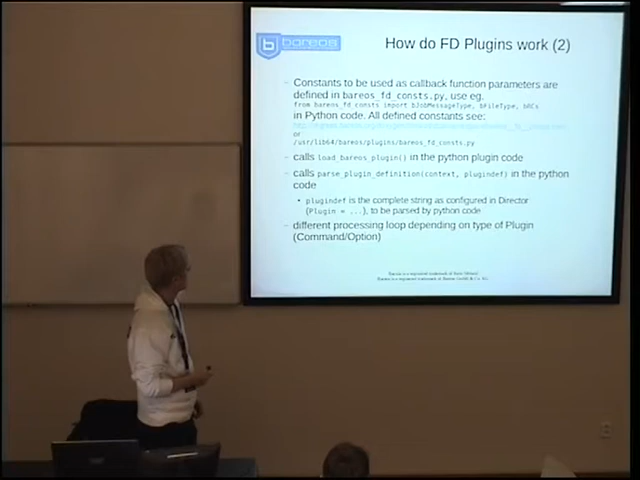 bareos
How do FD Plugins work (2)
Constants to be used as callback function parameters are
defined in bareos_fd_consts.py, use eg.
from bareos_fd_consts import bJobMessageType, bFileType, bRCs
in Python code. All defined constants see:
or
/usr/lib64/bareos/plugins/bareos_fd_consts.py
calls load_bareos_plugin() in the python plugin code
calls parse_plugin_definition(context, plugindef) in the python
code
plugindef is the complete string as configured in Director
(Plugin = ...), to be parsed by python code
different processing loop depending on type of Plugin
(Command/Option)